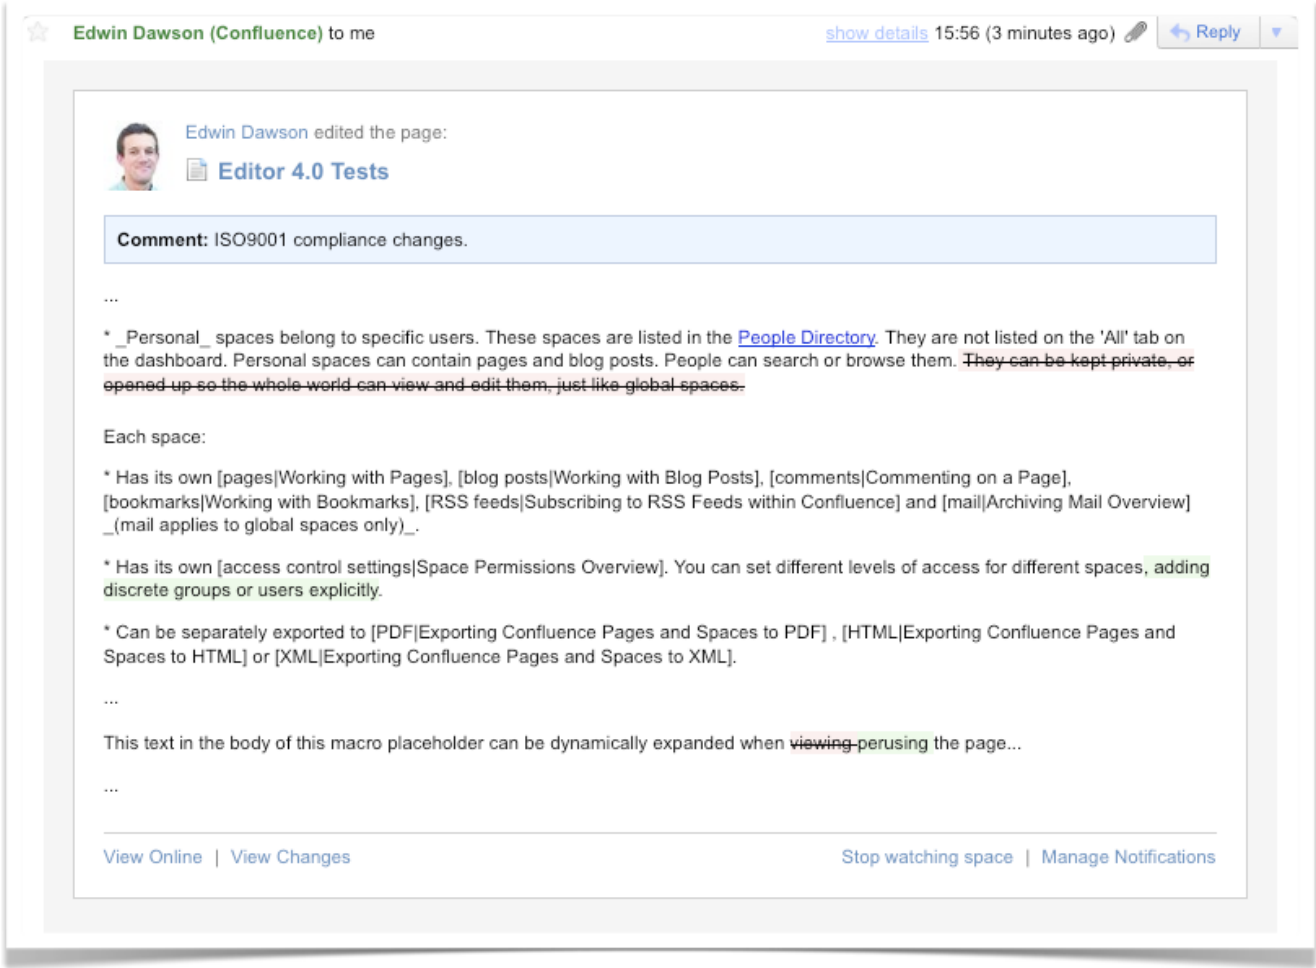 Edwin Dawson (Confluence) to me show details 15:56 (3 minutes ago) Reply
Edwin Dawson edited the page:
Editor 4.0 Tests
Comment: ISO9001 compliance changes.
...
* _Personal_ spaces belong to specific users. These spaces are listed in the People Directory. They are not listed on the 'All' tab on
the dashboard. Personal spaces can contain pages and blog posts. People can search or browse them. They can be kept private, or
opened up so the whole world can view and edit them, just like global spaces.
Each space:
* Has its own [pages|Working with Pages], [blog posts|Working with Blog Posts], [comments|Commenting on a Page],
[bookmarks|Working with Bookmarks], [RSS feeds|Subscribing to RSS Feeds within Confluence] and [mail|Archiving Mail Overview]
_(mail applies to global spaces only)_.
* Has its own [access control settings|Space Permissions Overview]. You can set different levels of access for different spaces, adding
discrete groups or users explicitly.
* Can be separately exported to [PDF|Exporting Confluence Pages and Spaces to PDF] , [HTML|Exporting Confluence Pages and
Spaces to HTML] or [XML|Exporting Confluence Pages and Spaces to XML].
...
This text in the body of this macro placeholder can be dynamically expanded when viewing perusing the page...
...
View Online | View Changes Stop watching space | Manage Notifications